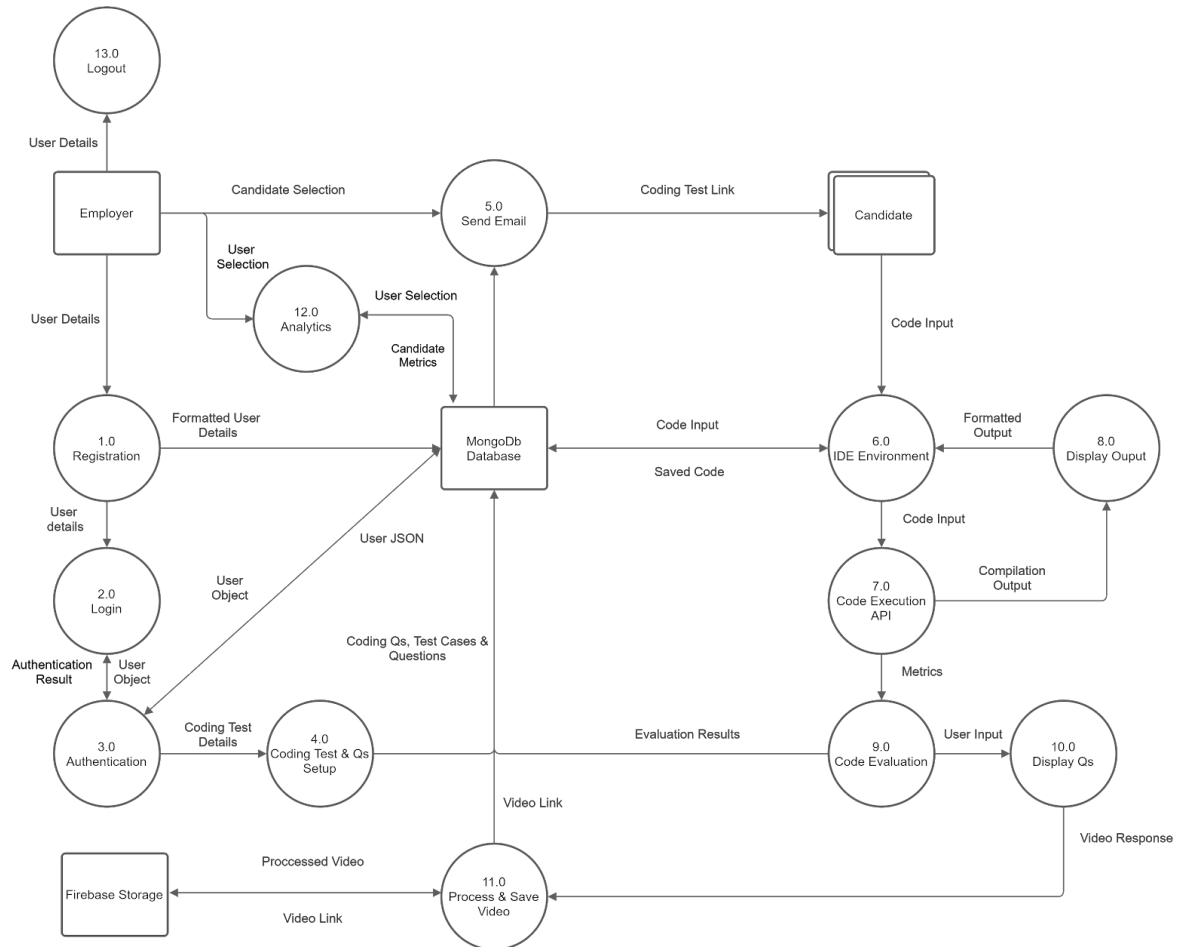 13.0
Logout
User Details
Employer
Candidate Selection
5.0
Send Email
Coding Test Link
Candidate
User
Selection
User Details
12.0
Analytics
User Selection
Candidate
Metrics
Code Input
1.0
Registration
Formatted User
Details
MongoDb
Database
Code Input
Saved Code
6.0
IDE Environment
Formatted
Output
8.0
Display Ouput
User
details
Code Input
User JSON
User
Object
2.0
Login
7.0
Code Execution
API
Compilation
Output
Authentication
Result
User
Object
Coding Qs, Test Cases &
Questions
Metrics
3.0
Authentication
Coding Test
Details
4.0
Coding Test & Qs
Setup
Evaluation Results
9.0
Code Evaluation
User Input
10.0
Display Qs
Video Link
Video Response
Firebase Storage
Proccessed Video
Video Link
11.0
Process & Save
Video